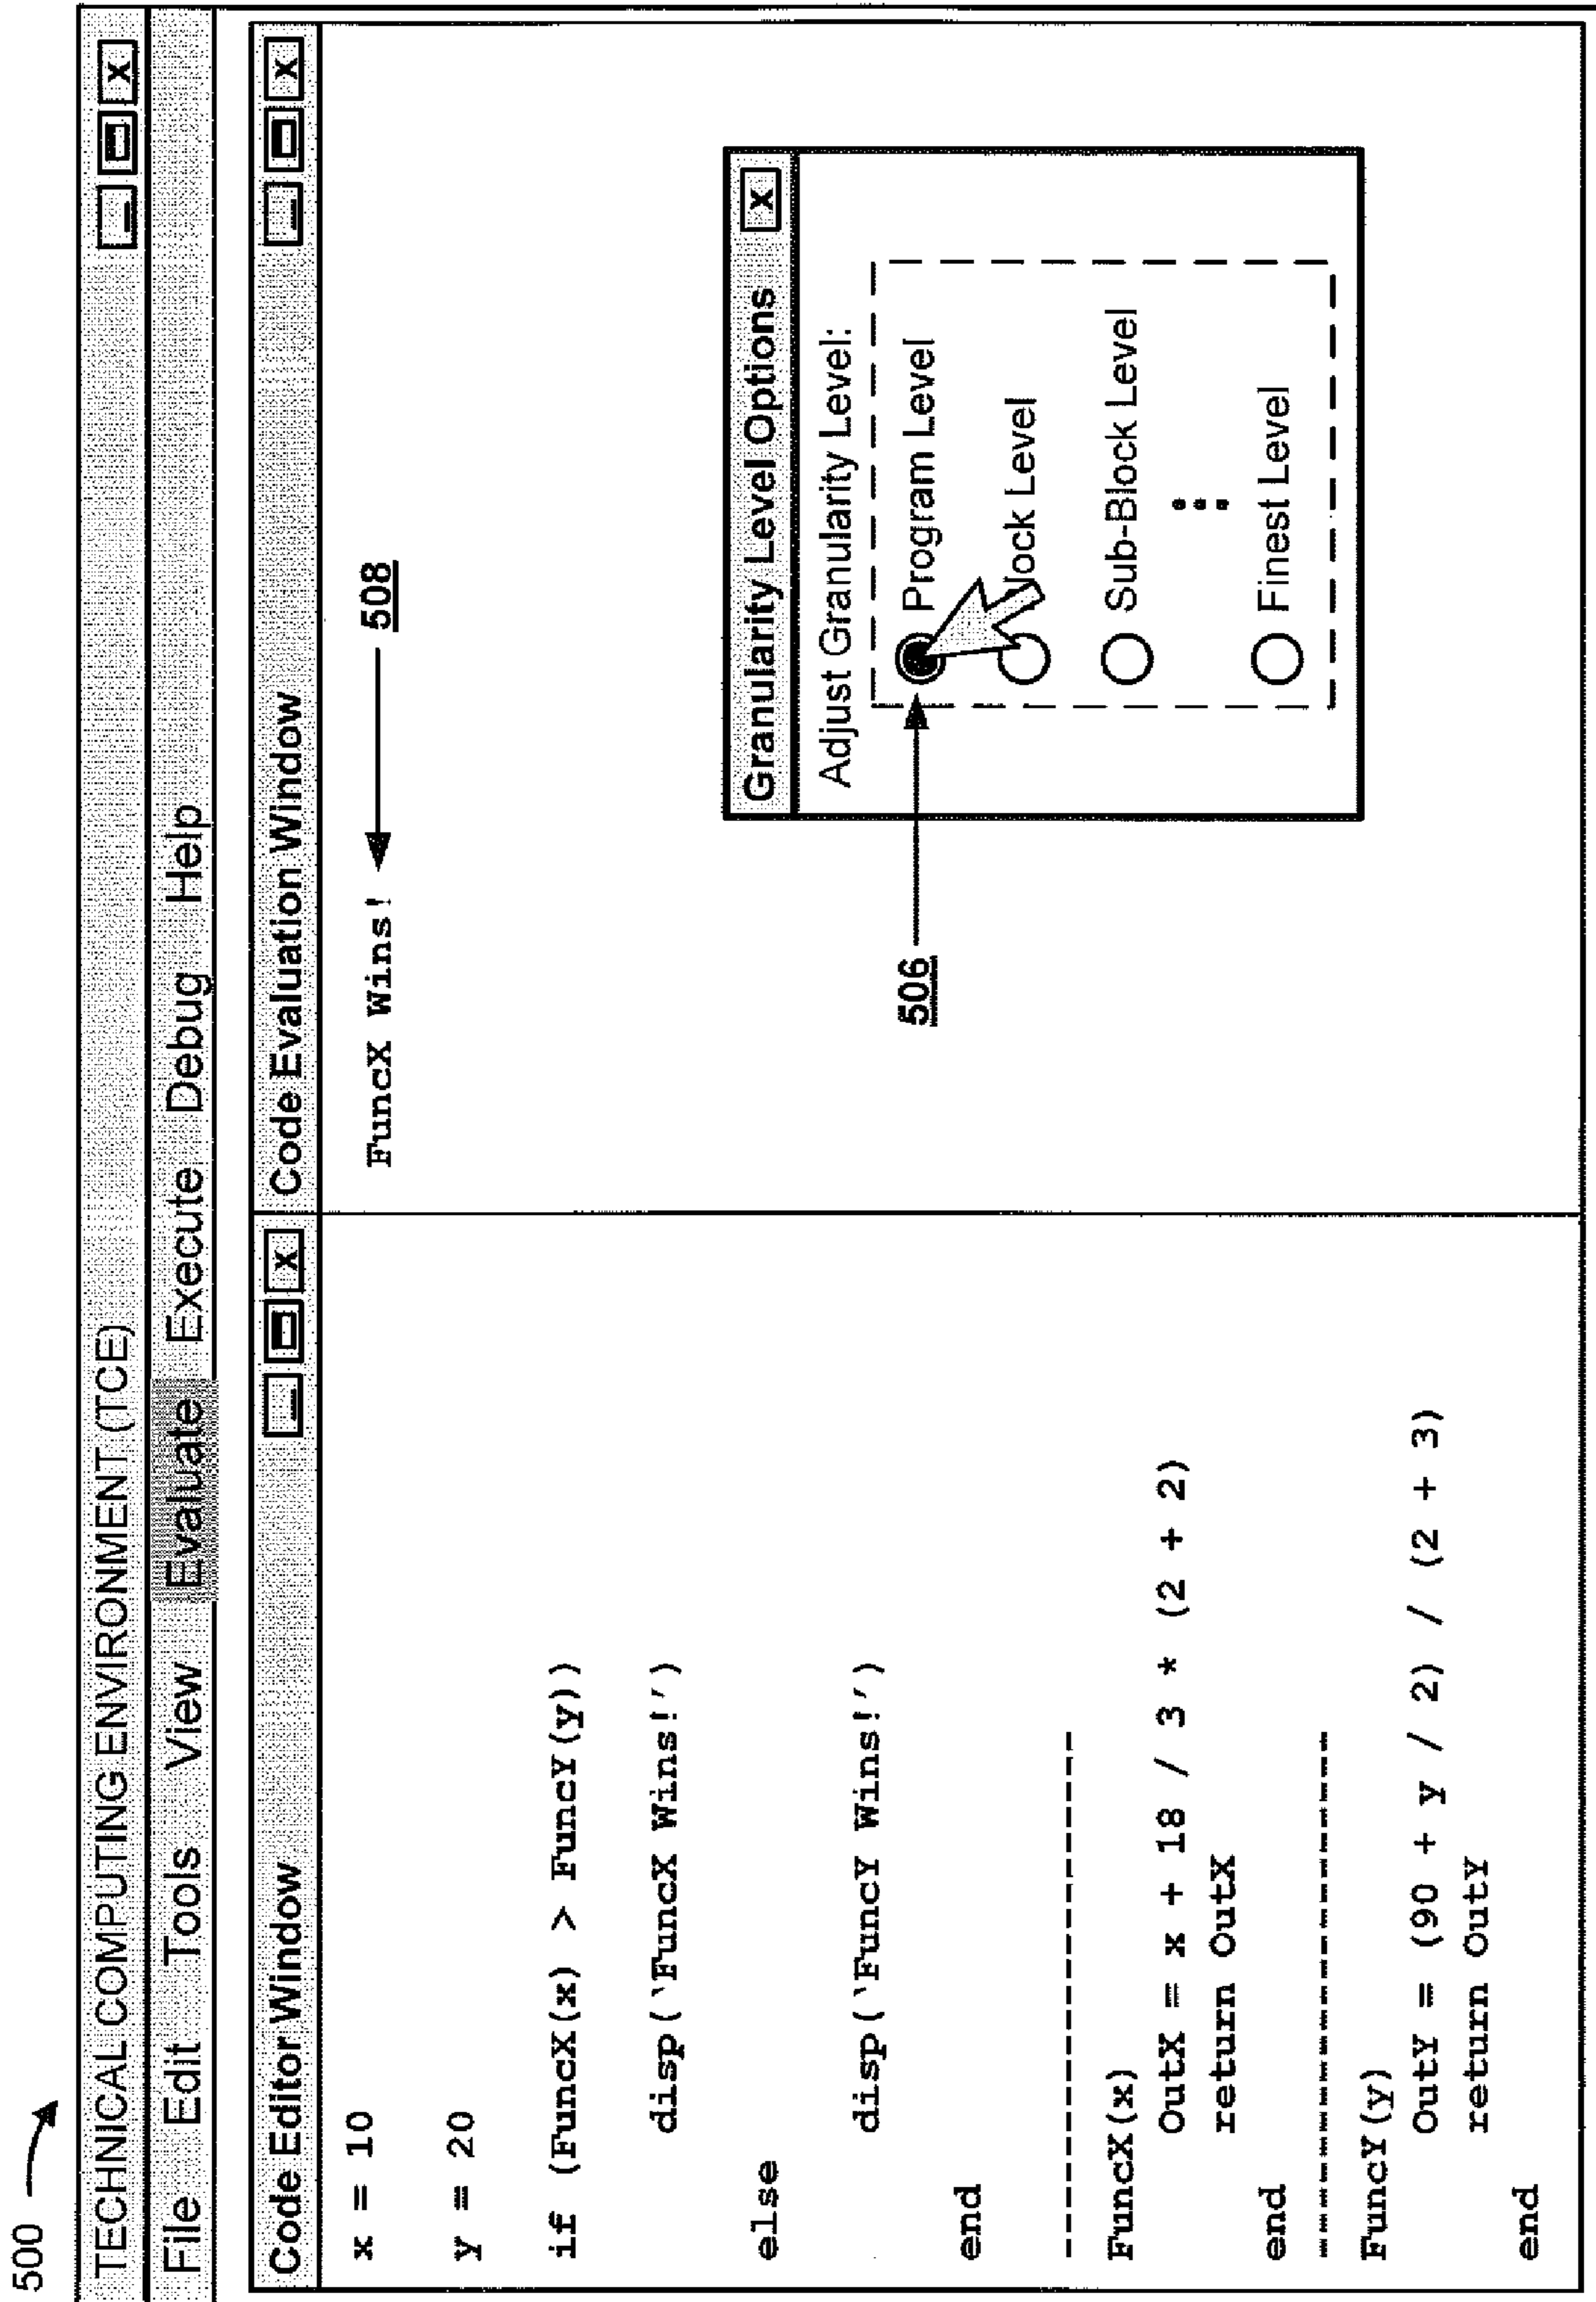 500
TECHNICAL COMPUTING ENVIRONMENT (TCE)
File Edit Tools View Evaluate Execute Debug Help
Code Editor Window
x = 10
y = 20
if (FuncX(x) > FuncY(y))
disp(‵FuncX Wins!′)
else
disp(‵FuncY Wins!′)
end
FuncX(x)
OutX = x + 18 / 3 * (2 + 2)
return OutX
end
FuncY(y)
OutY = (90 + y / 2) / (2 + 3)
return OutY
end
Code Evaluation Window
FuncX Wins!
508
Granularity Level Options
Adjust Granularity Level:
506
Program Level
lock Level
Sub-Block Level
Finest Level